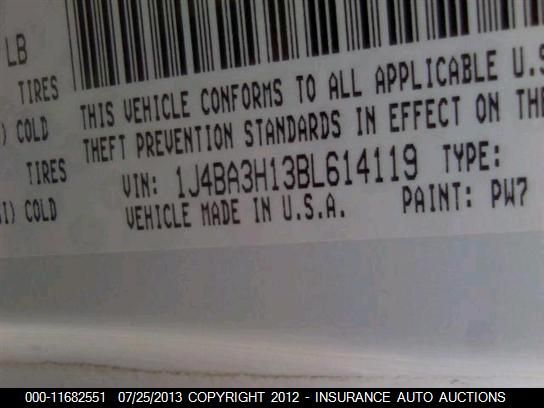 LB
TIRES
COLD
TIRES
COLD
THIS VEHICLE CONFORMS TO ALL APPLICABLE U.S
THEFT PREVENTION STANDARDS IN EFFECT ON THE
VIN: 1J4BA3H13BL614119 TYPE:
VEHICLE MADE IN U.S.A. PAINT: PW7
000-11682551 07/25/2013 COPYRIGHT 2012 - INSURANCE AUTO AUCTIONS